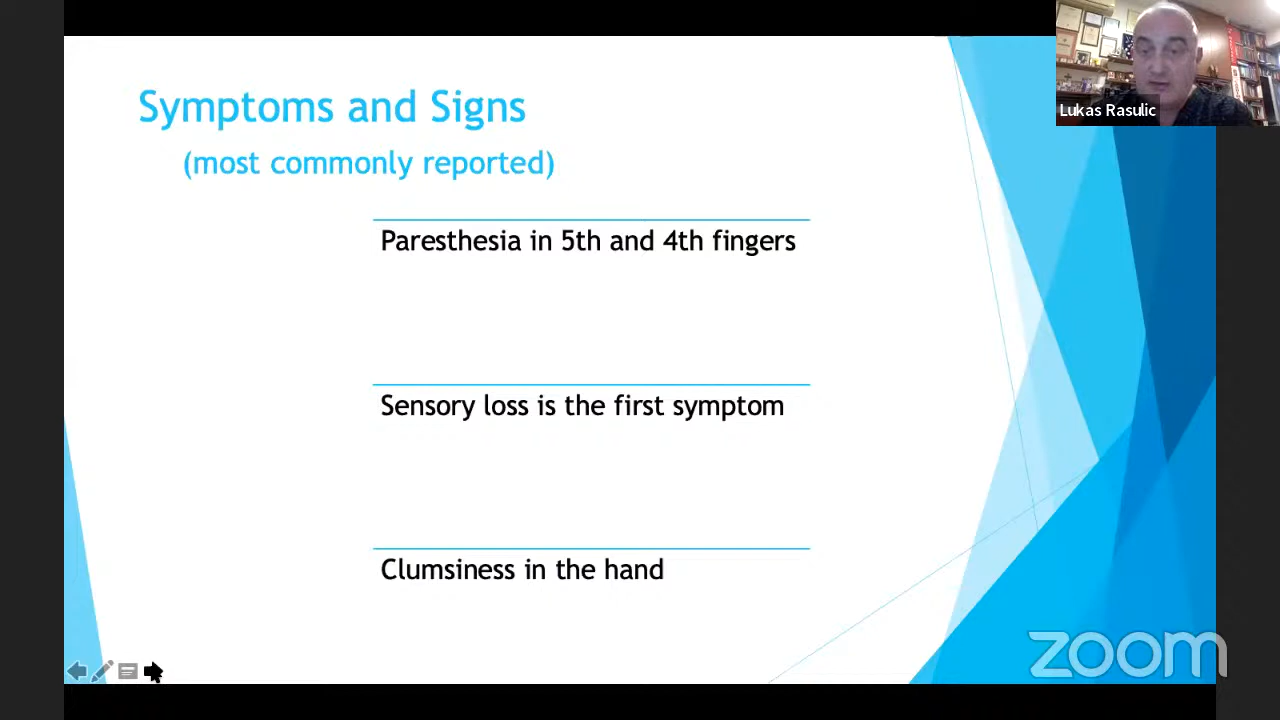 Symptoms and Signs
(most commonly reported)
Paresthesia in 5th and 4th fingers
Sensory loss is the first symptom
Clumsiness in the hand
Lukas Rasulic
zoom